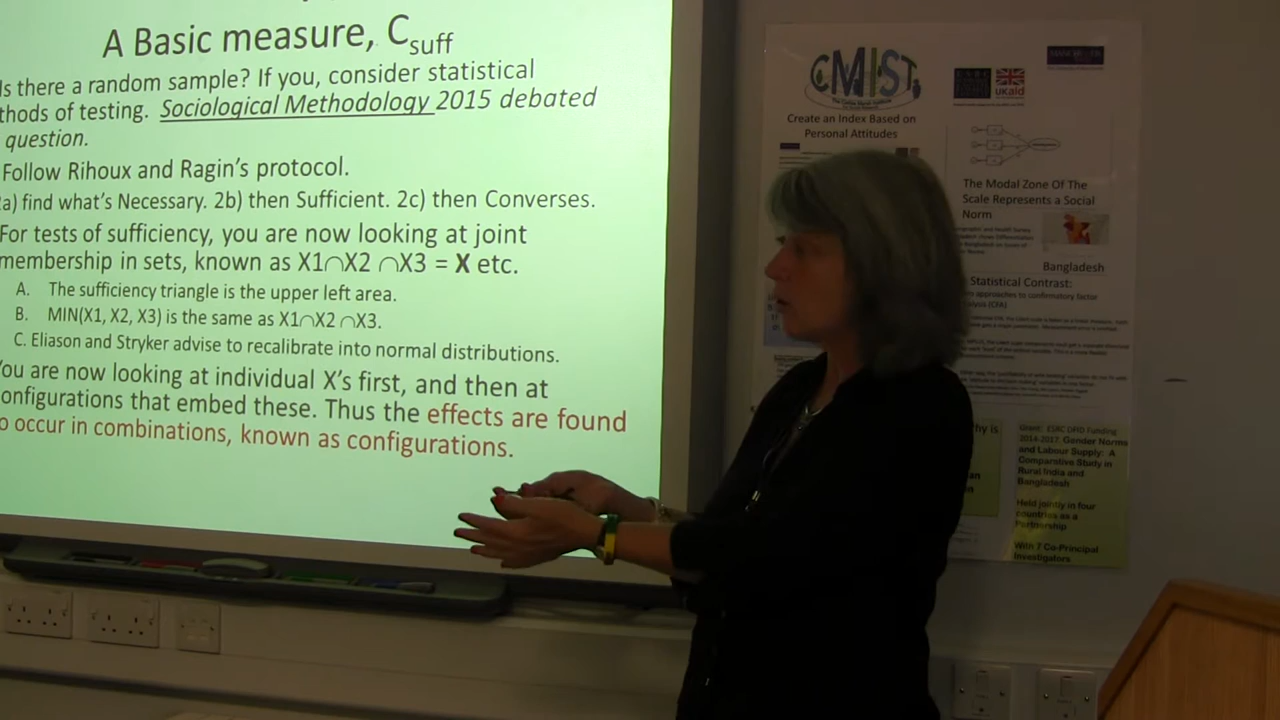 A Basic measure, Csuff
Is there a random sample? If you, consider statistical
thods of testing. Sociological Methodology 2015 debated
question.
Follow Rihoux and Ragin's protocol.
a) find what's Necessary. 2b) then Sufficient. 2c) then Converses.
For tests of sufficiency, you are now looking at joint
membership in sets, known as X1∩X2 ∩X3 = X etc.
A. The sufficiency triangle is the upper left area.
B. MIN(X1, X2, X3) is the same as X1∩X2 ∩X3.
C. Eliason and Stryker advise to recalibrate into normal distributions.
You are now looking at individual X's first, and then at
onfigurations that embed these. Thus the effects are found
o occur in combinations, known as configurations.
CMIST
ukaid
Create an Index Based on
Personal Attitudes
The Modal Zone Of The
Scale Represents a Social
Norm
Bangladesh
Statistical Contrast:
Grant: ESRC DFID Funding
2014-2017. Gender Norms
and Labour Supply: A
Comparative Study in
Rural India and
Bangladesh
Held jointly in four
countries as a
Partnership
With 7 Co-Principal
Investigators